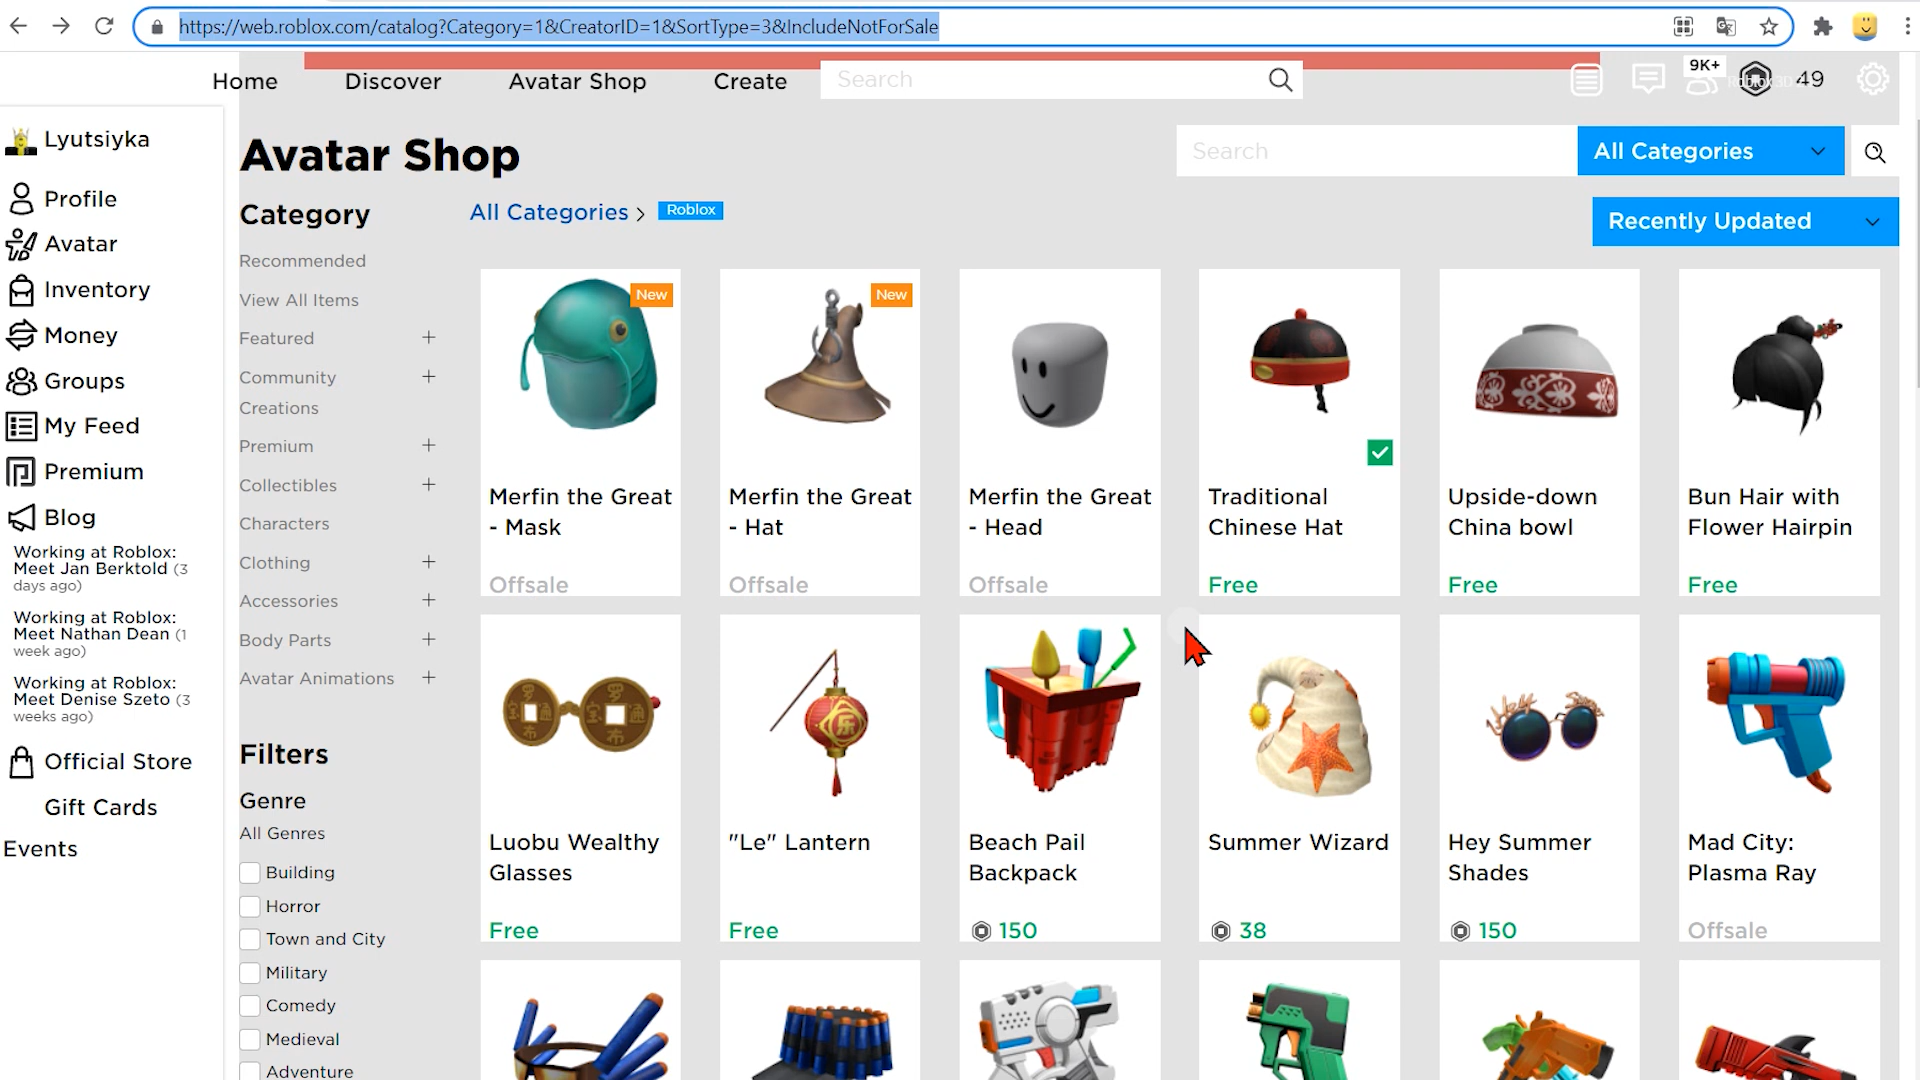 https://web.roblox.com/catalog?Category=1&CreatorID=1&SortType=3&IncludeNotForSale
Home
Discover
Avatar Shop
Create
Search
9K+
49
Lyutsiyka
Profile
Avatar
Inventory
Money
Groups
My Feed
Premium
Blog
Working at Roblox:
Meet Jan Berktold (3
days ago)
Working at Roblox:
Meet Nathan Dean (1
week ago)
Working at Roblox:
Meet Denise Szeto (3
weeks ago)
Official Store
Gift Cards
Events
Avatar Shop
Search
All Categories
Category
All Categories
Roblox
Recently Updated
Recommended
View All Items
Featured
Community
Creations
Premium
Collectibles
Characters
Clothing
Accessories
Body Parts
Avatar Animations
Filters
Genre
All Genres
Building
Horror
Town and City
Military
Comedy
Medieval
Adventure
New
Merfin the Great
- Mask
Offsale
New
Merfin the Great
- Hat
Offsale
Merfin the Great
- Head
Offsale
Traditional
Chinese Hat
Free
Upside-down
China bowl
Free
Bun Hair with
Flower Hairpin
Free
Luobu Wealthy
Glasses
Free
"Le" Lantern
Free
Beach Pail
Backpack
150
Summer Wizard
38
Hey Summer
Shades
150
Mad City:
Plasma Ray
Offsale